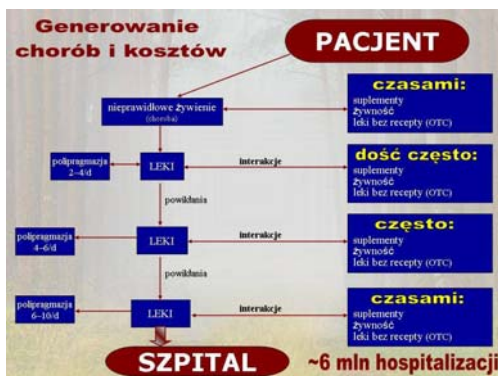 Generowanie
chorób i kosztów
PACJENT
nieprawidłowe żywienie
(choroba)
czasami:
suplementy
żywność
leki bez recepty (OTC)
polipragmazja
2–4/d
LEKI
interakcje
dość często:
suplementy
żywność
leki bez recepty (OTC)
powikłania
polipragmazja
4–6/d
LEKI
interakcje
często:
suplementy
żywność
leki bez recepty (OTC)
powikłania
polipragmazja
6–10/d
LEKI
interakcje
czasami:
suplementy
żywność
leki bez recepty (OTC)
SZPITAL
~6 mln hospitalizacji